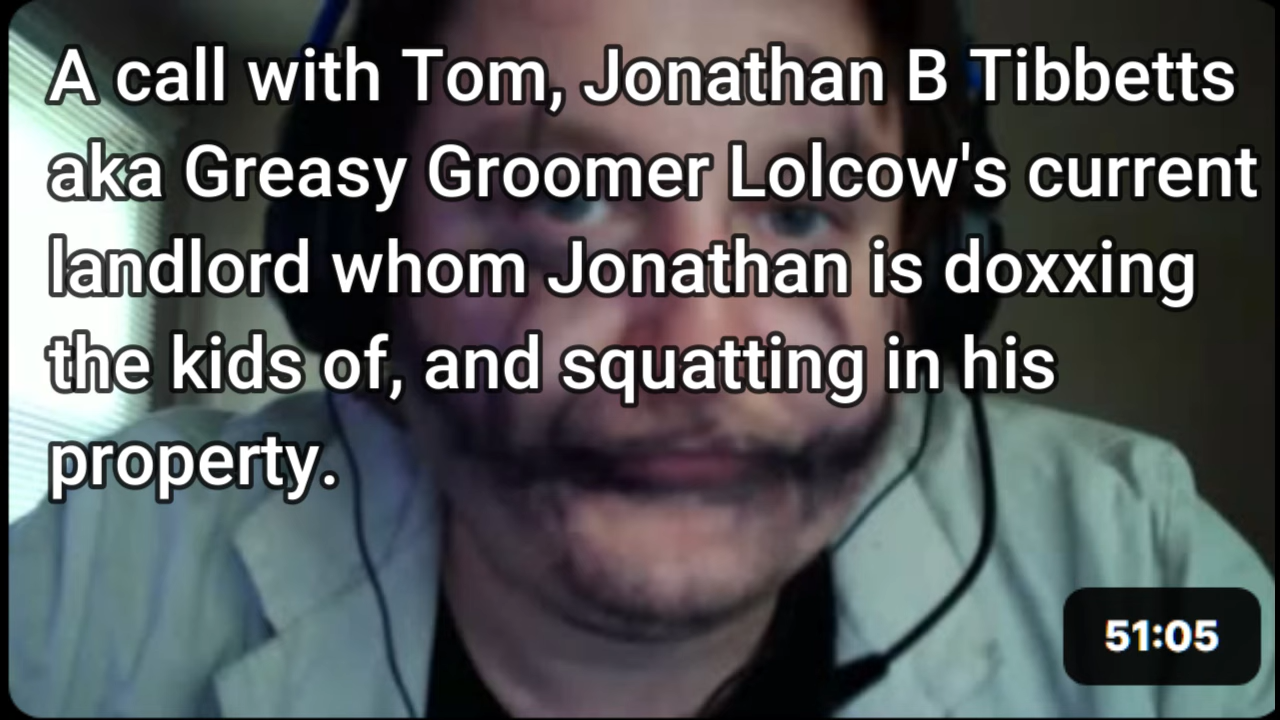 A call with Tom, Jonathan B Tibbetts
aka Greasy Groomer Lolcow's current
landlord whom Jonathan is doxxing
the kids of, and squatting in his
property.
51:05